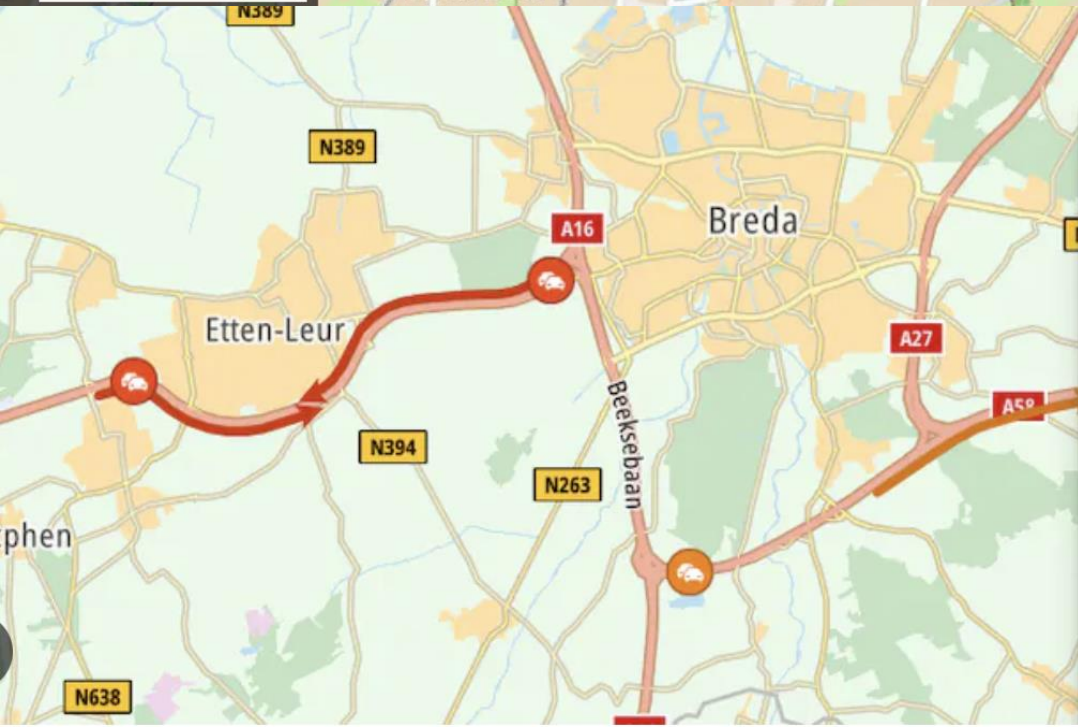 N389
N389
A16
Breda
Etten-Leur
A27
A58
Beeksebaan
N394
N263
phen
N638